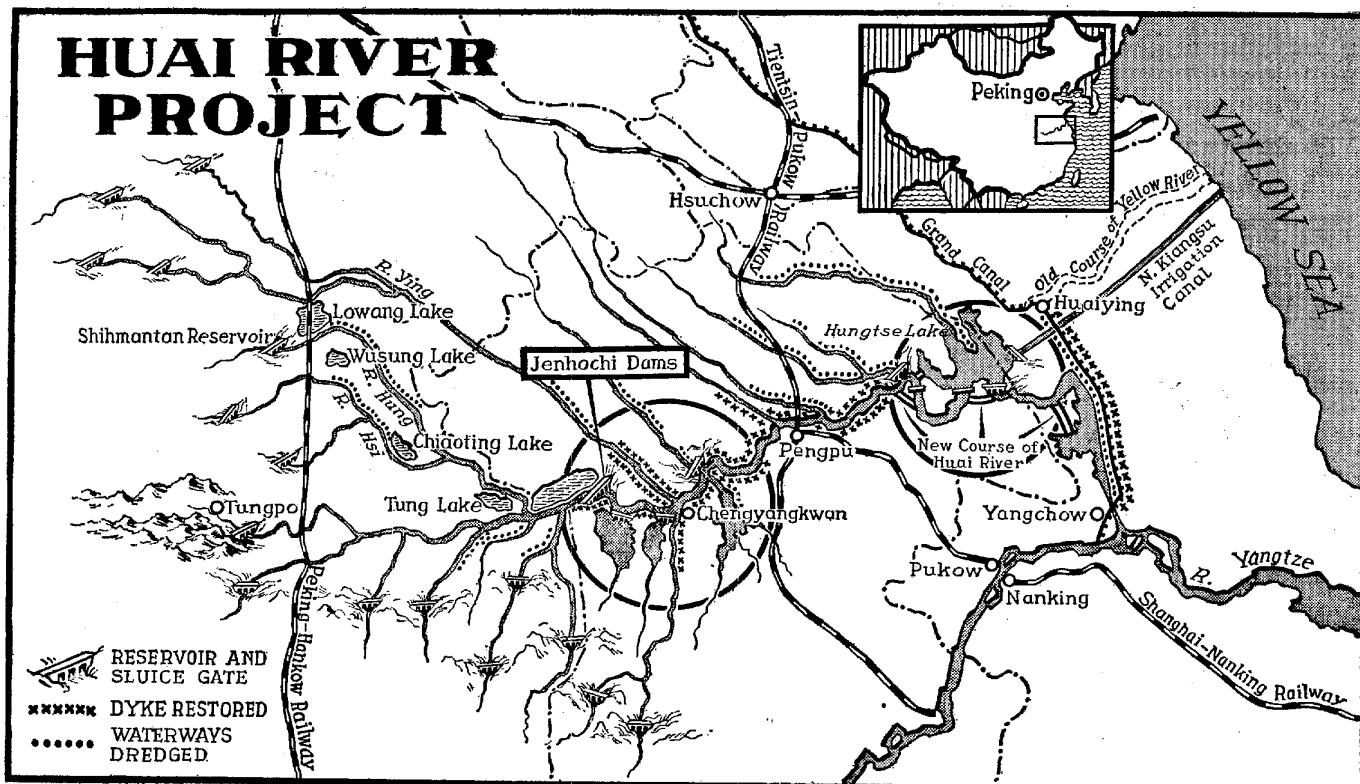 HUAI RIVER
PROJECT
Peking
YELLOW SEA
Tientsin-Pukow Railway
Hsuchow
Grand Canal
Old Course of Yellow River
N. Kiangsu
Irrigation
Canal
Huaiying
R. Ying
Lowang Lake
Shihmantan Reservoir
Wusung Lake
Hungtse Lake
Jenhochi Dams
R. Hung
R. Hsi
Chiaoting Lake
Pengpu
New Course of
Huai River
Tungpo
Tung Lake
Chengyangkwan
Yangchow
Pukow
Nanking
R. Yangtze
Peking-Hankow Railway
Shanghai-Nanking Railway
RESERVOIR AND
SLUICE GATE
DYKE RESTORED
WATERWAYS
DREDGED